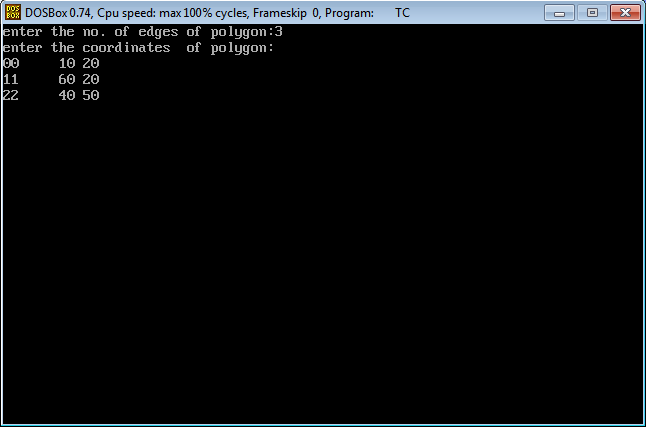 DOSBox 0.74, Cpu speed: max 100% cycles, Frameskip 0, Program: TC
enter the no. of edges of polygon:3
enter the coordinates  of polygon:
00     10 20
11     60 20
22     40 50